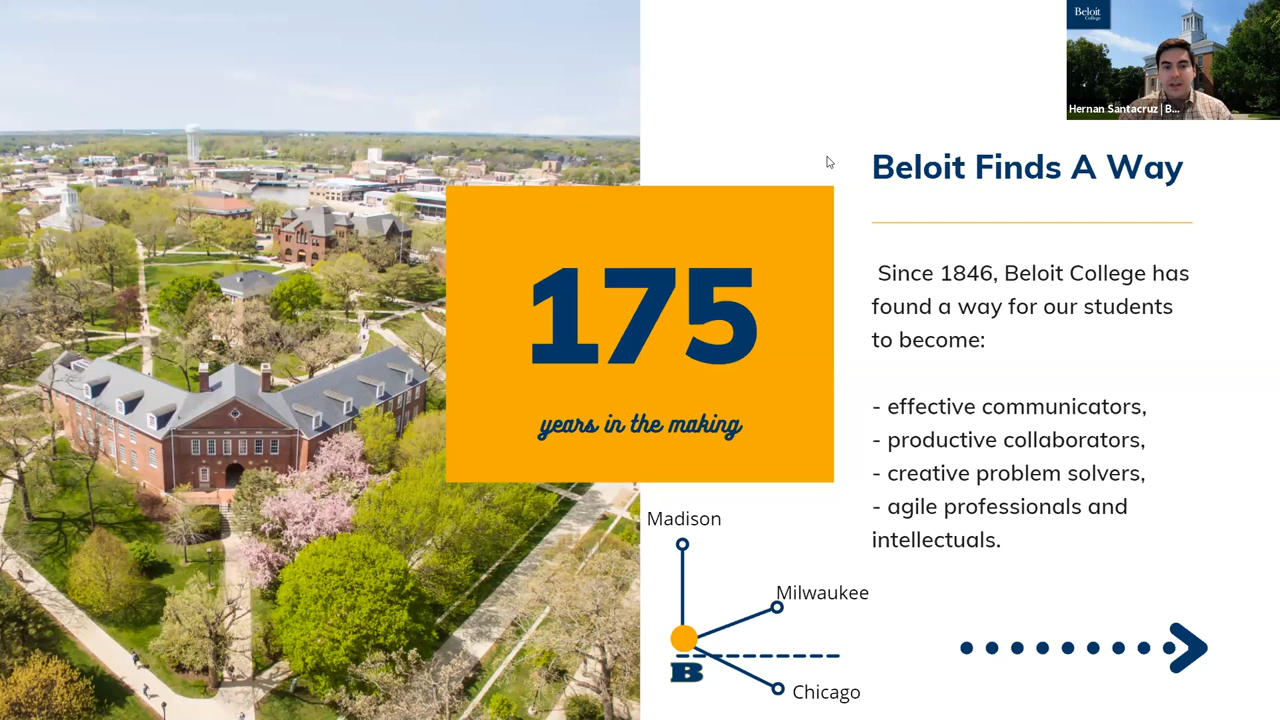 Beloit
College
Hernan Santacruz | B...
Beloit Finds A Way
175
years in the making
Since 1846, Beloit College has
found a way for our students
to become:
- effective communicators,
- productive collaborators,
- creative problem solvers,
- agile professionals and
intellectuals.
Madison
Milwaukee
B
Chicago